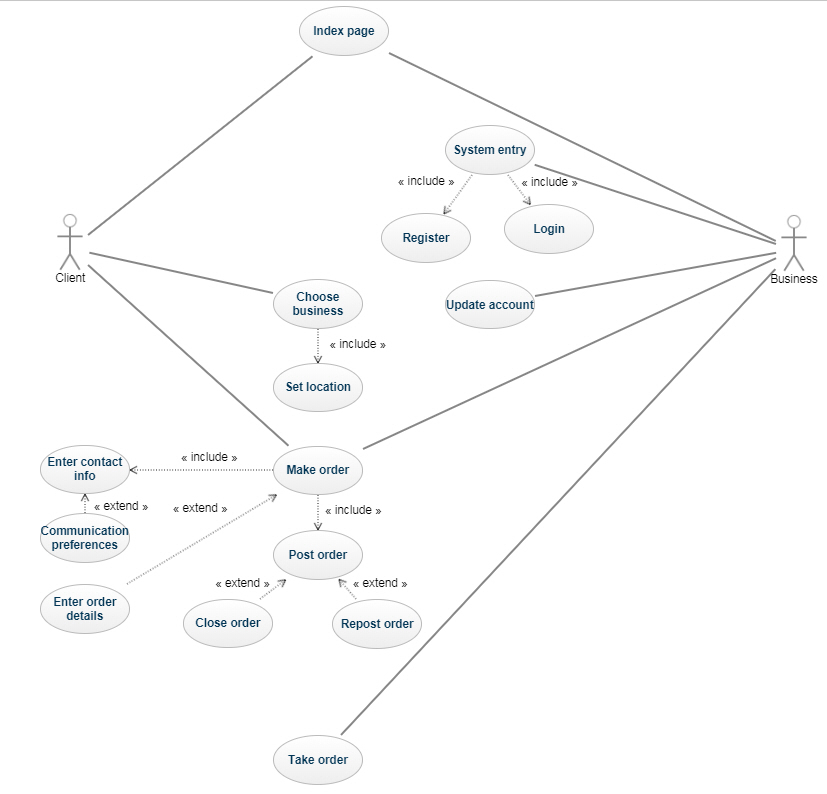 Index page
System entry
« include »
« include »
Register
Login
Client
Business
Choose
business
Update account
« include »
Set location
Enter contact
info
« include »
Make order
« extend »
« extend »
« include »
Communication
preferences
Post order
« extend »
« extend »
Enter order
details
Close order
Repost order
Take order